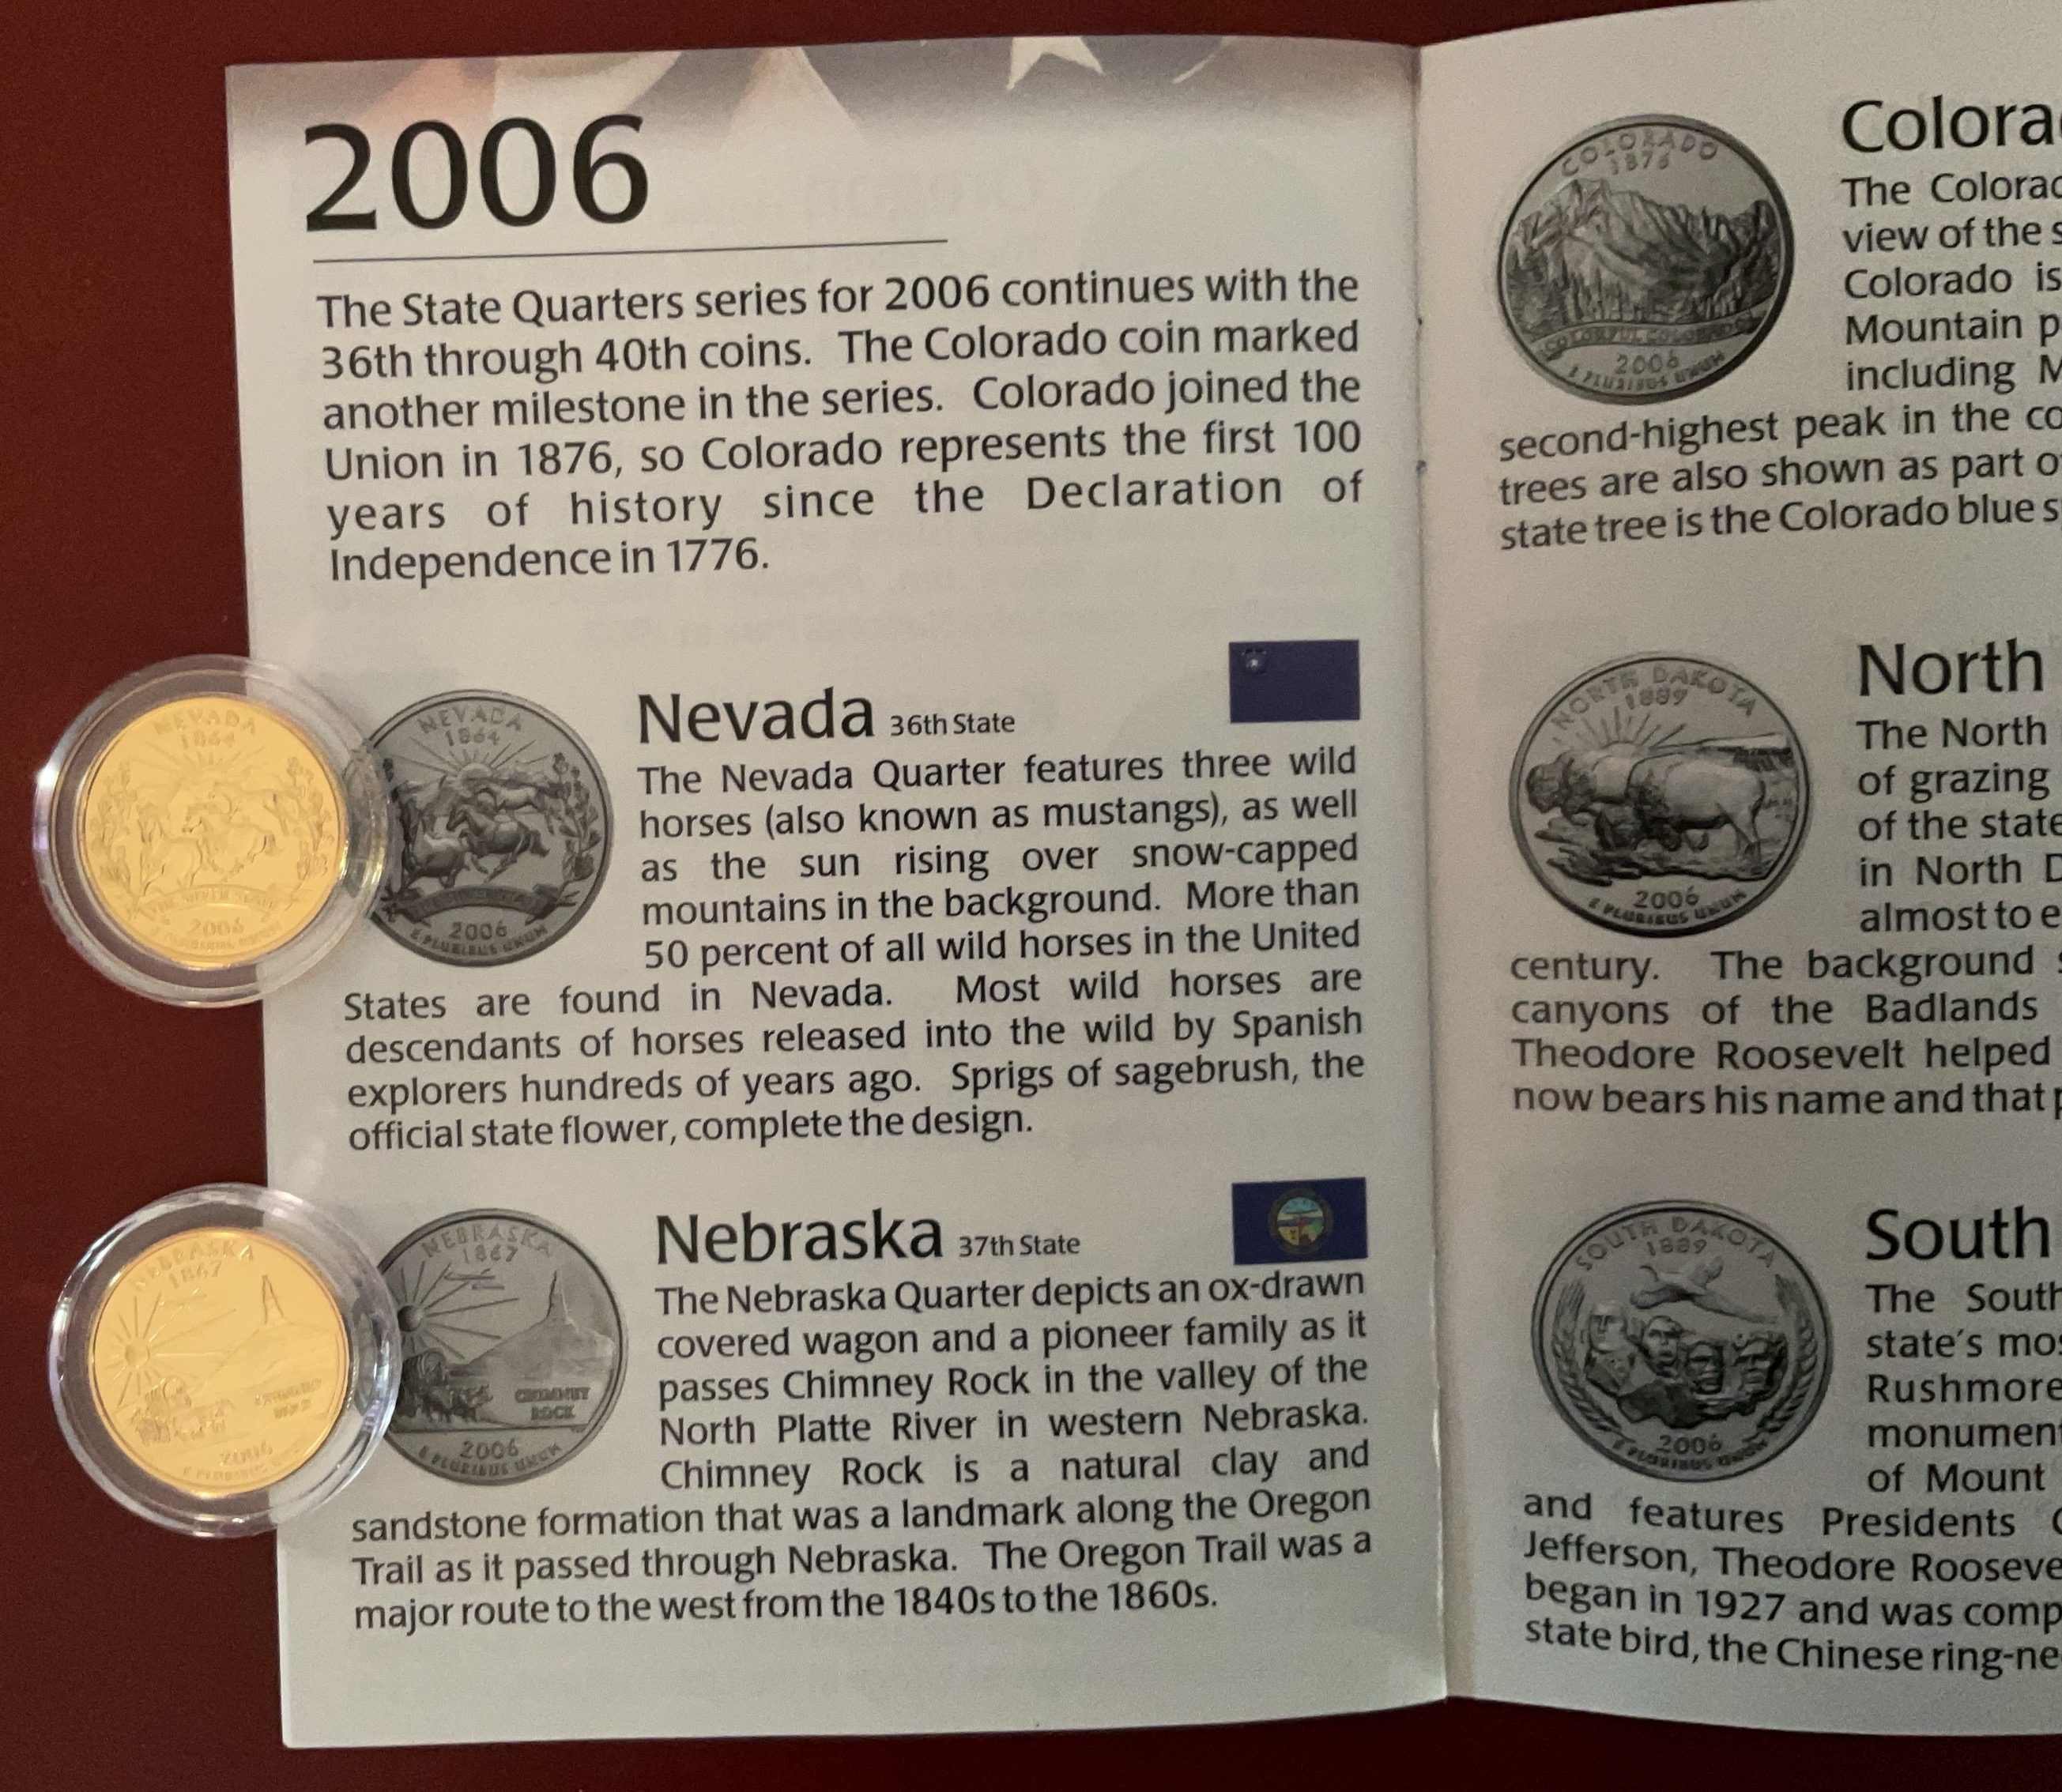 2006
The State Quarters series for 2006 continues with the
36th through 40th coins. The Colorado coin marked
another milestone in the series. Colorado joined the
Union in 1876, so Colorado represents the first 100
years of history since the Declaration of
Independence in 1776.
NEVADA
1864
2006
NEVADA
1864
2006
E PLURIBUS UNUM
Nevada 36th State
The Nevada Quarter features three wild
horses (also known as mustangs), as well
as the sun rising over snow-capped
mountains in the background. More than
50 percent of all wild horses in the United
States are found in Nevada. Most wild horses are
descendants of horses released into the wild by Spanish
explorers hundreds of years ago. Sprigs of sagebrush, the
official state flower, complete the design.
NEBRASKA
1867
2006
NEBRASKA
1867
CHIMNEY
ROCK
2006
E PLURIBUS UNUM
Nebraska 37th State
The Nebraska Quarter depicts an ox-drawn
covered wagon and a pioneer family as it
passes Chimney Rock in the valley of the
North Platte River in western Nebraska.
Chimney Rock is a natural clay and
sandstone formation that was a landmark along the Oregon
Trail as it passed through Nebraska. The Oregon Trail was a
major route to the west from the 1840s to the 1860s.
COLORADO
1876
COLORFUL COLORADO
2006
E PLURIBUS UNUM
The
view of the
Colorado is
Mountain
including
second-highest peak in the
trees are also shown as part
state tree is the Colorado blue
NORTH DAKOTA
1889
2006
E PLURIBUS UNUM
North
The North
of grazing
of the state
in North
almost to
century. The background
canyons of the Badlands
Theodore Roosevelt helped
now bears his name and that
SOUTH DAKOTA
1889
2006
E PLURIBUS UNUM
South
The South
state's
Rushmore
monument
of Mount
and features Presidents
Jefferson, Theodore
began in 1927 and was
state bird, the Chinese